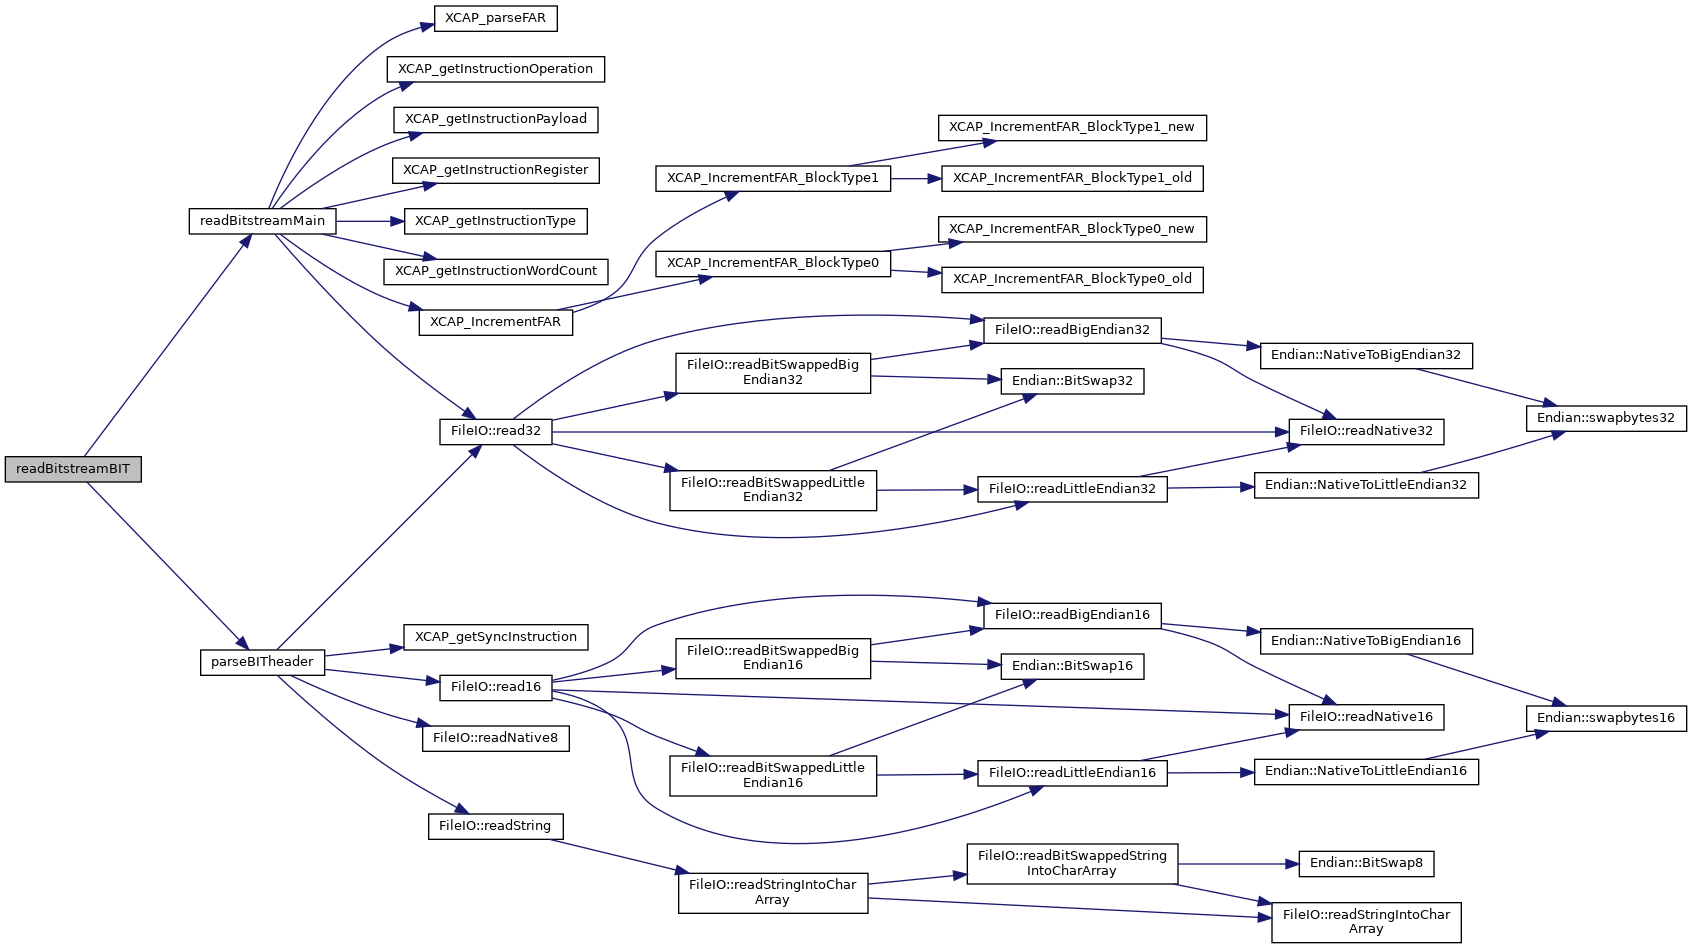 XCAP_parseFAR
XCAP_getInstructionOperation
XCAP_getInstructionPayload
XCAP_IncrementFAR_BlockType1_new
XCAP_getInstructionRegister
XCAP_IncrementFAR_BlockType1
XCAP_IncrementFAR_BlockType1_old
readBitstreamMain
XCAP_getInstructionType
XCAP_IncrementFAR_BlockType0_new
XCAP_getInstructionWordCount
XCAP_IncrementFAR_BlockType0
XCAP_IncrementFAR_BlockType0_old
XCAP_IncrementFAR
FileIO::readBigEndian32
Endian::NativeToBigEndian32
FileIO::readBitSwappedBig
Endian32
Endian::BitSwap32
Endian::swapbytes32
FileIO::read32
FileIO::readNative32
readBitstreamBIT
FileIO::readBitSwappedLittle
Endian32
FileIO::readLittleEndian32
Endian::NativeToLittleEndian32
FileIO::readBigEndian16
XCAP_getSyncInstruction
Endian::NativeToBigEndian16
parseBITheader
FileIO::readBitSwappedBig
Endian16
Endian::BitSwap16
FileIO::read16
FileIO::readNative16
Endian::swapbytes16
FileIO::readNative8
FileIO::readBitSwappedLittle
Endian16
FileIO::readLittleEndian16
Endian::NativeToLittleEndian16
FileIO::readString
FileIO::readBitSwappedString
IntoCharArray
Endian::BitSwap8
FileIO::readStringIntoChar
Array
FileIO::readStringIntoChar
Array